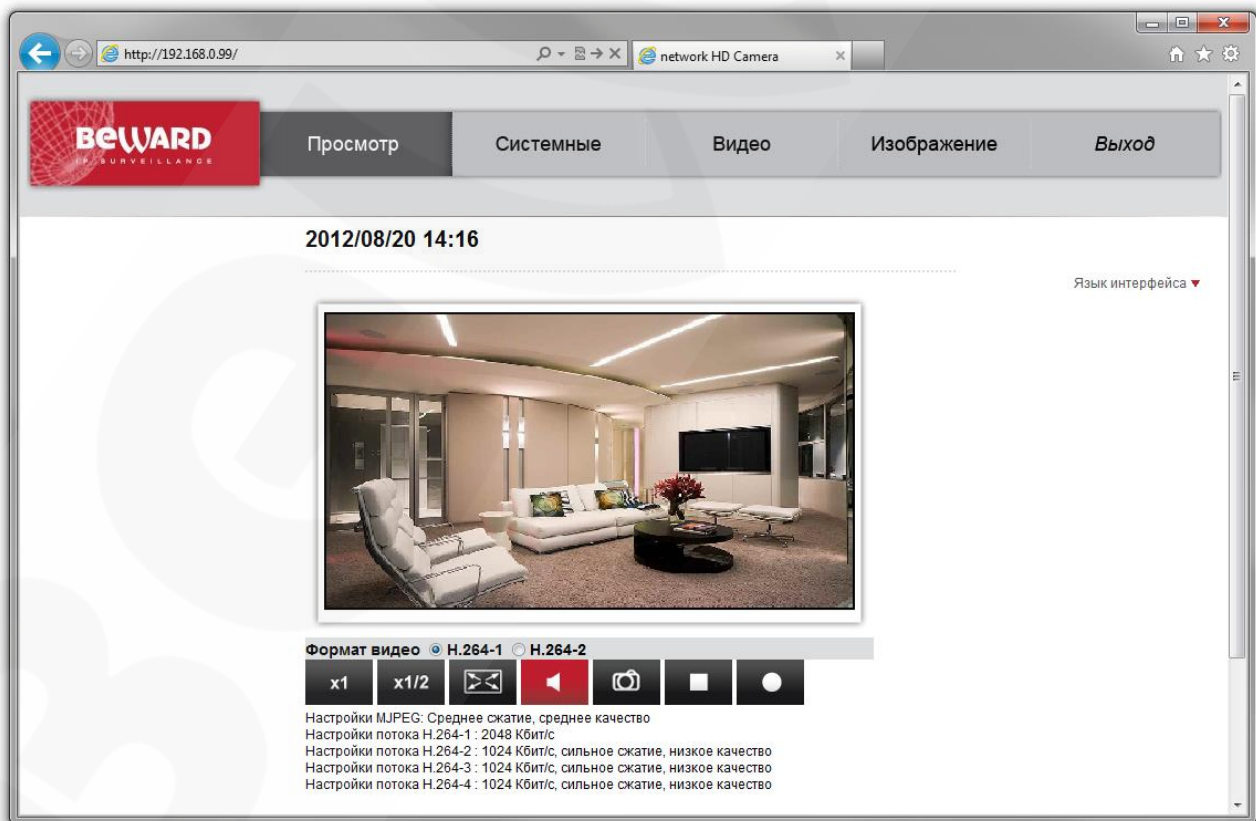 http://192.168.0.99/
network HD Camera
BEWARD
IP SURVEILLANCE
Просмотр
Системные
Видео
Изображение
Выход
2012/08/20 14:16
Язык интерфейса
Формат видео H.264-1 H.264-2
x1 x1/2
Настройки MJPEG: Среднее сжатие, среднее качество
Настройки потока H.264-1 : 2048 Кбит/с
Настройки потока H.264-2 : 1024 Кбит/с, сильное сжатие, низкое качество
Настройки потока H.264-3 : 1024 Кбит/с, сильное сжатие, низкое качество
Настройки потока H.264-4 : 1024 Кбит/с, сильное сжатие, низкое качество